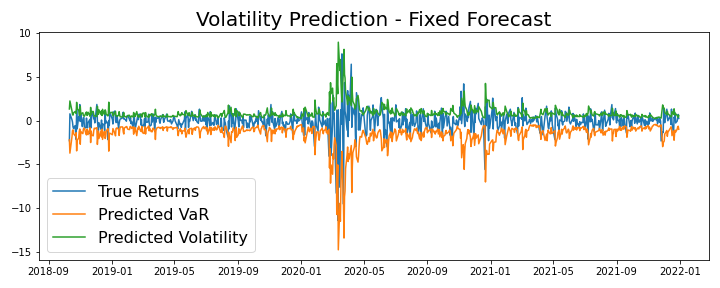 Volatility Prediction - Fixed Forecast
10
5
0
−5
−10
−15
True Returns
Predicted VaR
Predicted Volatility
2018-09 2019-01 2019-05 2019-09 2020-01 2020-05 2020-09 2021-01 2021-05 2021-09 2022-01